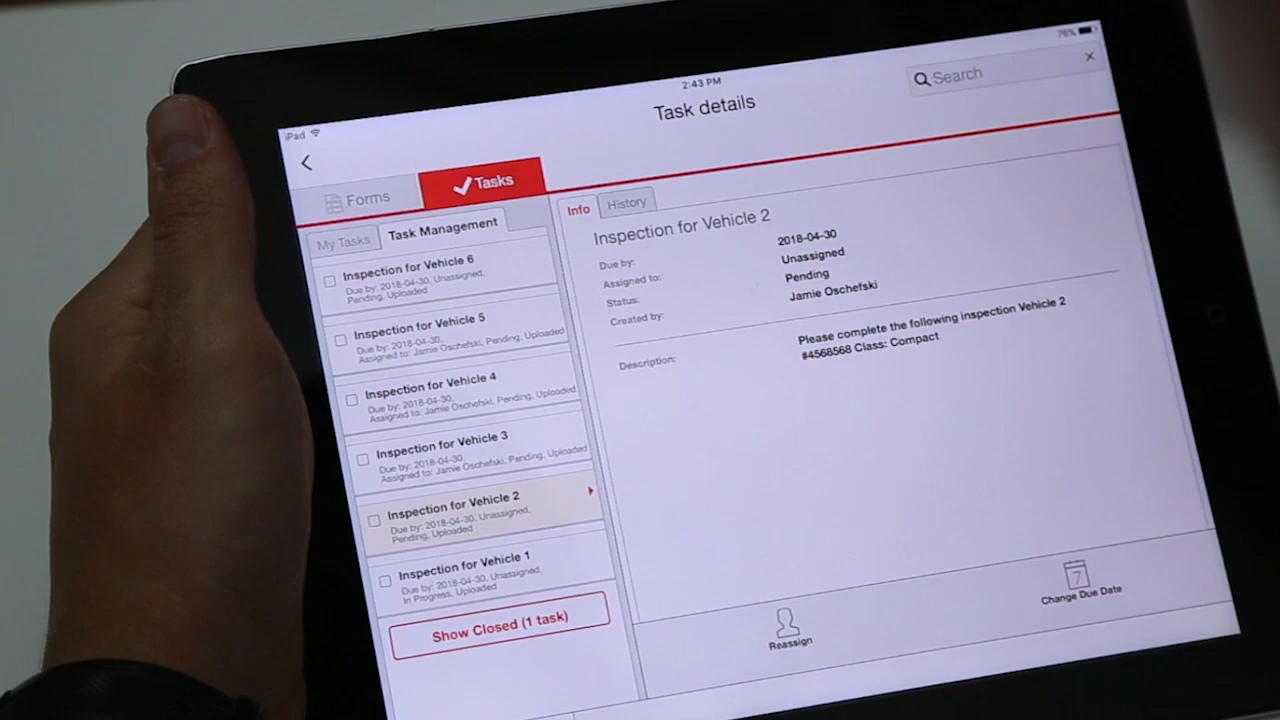 iPad
2:43 PM
76%
Task details
Search
Forms
Tasks
My Tasks
Task Management
Inspection for Vehicle 6
Due by: 2018-04-30, Unassigned,
Pending, Uploaded
Inspection for Vehicle 5
Due by: 2018-04-30,
Assigned to: Jamie Oschefski, Pending, Uploaded
Inspection for Vehicle 4
Due by: 2018-04-30,
Assigned to: Jamie Oschefski, Pending, Uploaded
Inspection for Vehicle 3
Due by: 2018-04-30,
Assigned to: Jamie Oschefski, Pending, Uploaded
Inspection for Vehicle 2
Due by: 2018-04-30, Unassigned,
Pending, Uploaded
Inspection for Vehicle 1
Due by: 2018-04-30, Unassigned,
In Progress, Uploaded
Show Closed (1 task)
Info
History
Inspection for Vehicle 2
Due by: 2018-04-30
Assigned to: Unassigned
Status: Pending
Created by: Jamie Oschefski
Description: Please complete the following inspection Vehicle 2
#4568568 Class: Compact
Reassign
7
Change Due Date